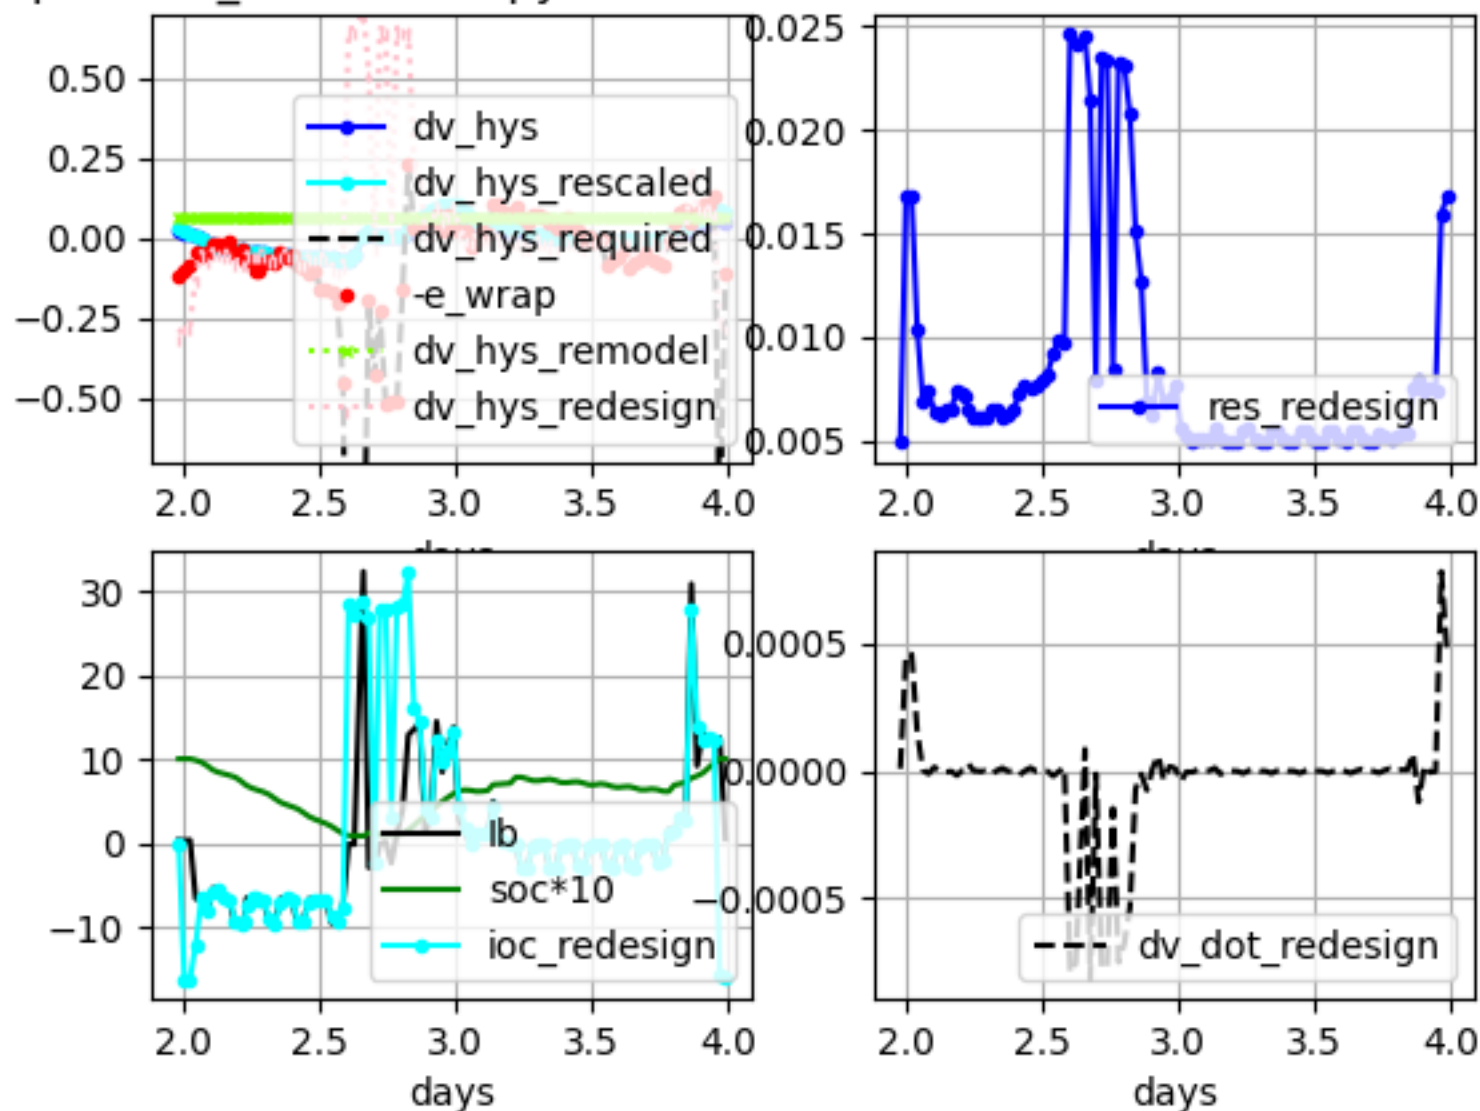 0.50
0.25
0.00
−0.25
−0.50
dv_hys
dv_hys_rescaled
dv_hys_required
-e_wrap
dv_hys_remodel
dv_hys_redesign
2.0 2.5 3.0 3.5 4.0
days
0.025
0.020
0.015
0.010
0.005
res_redesign
2.0 2.5 3.0 3.5 4.0
days
30
20
10
0
−10
Ib
soc*10
ioc_redesign
2.0 2.5 3.0 3.5 4.0
days
0.0005
0.0000
−0.0005
dv_dot_redesign
2.0 2.5 3.0 3.5 4.0
days